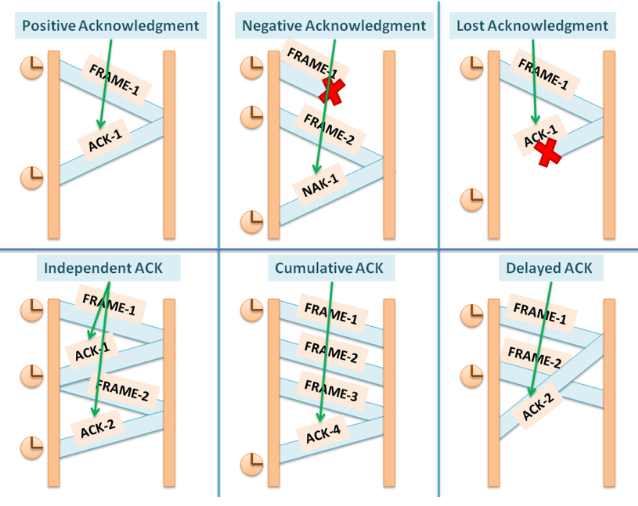 Positive Acknowledgment
FRAME-1
ACK-1
Negative Acknowledgment
FRAME-1
FRAME-2
NAK-1
Lost Acknowledgment
FRAME-1
ACK-1
Independent ACK
FRAME-1
ACK-1
FRAME-2
ACK-2
Cumulative ACK
FRAME-1
FRAME-2
FRAME-3
ACK-4
Delayed ACK
FRAME-1
FRAME-2
ACK-2